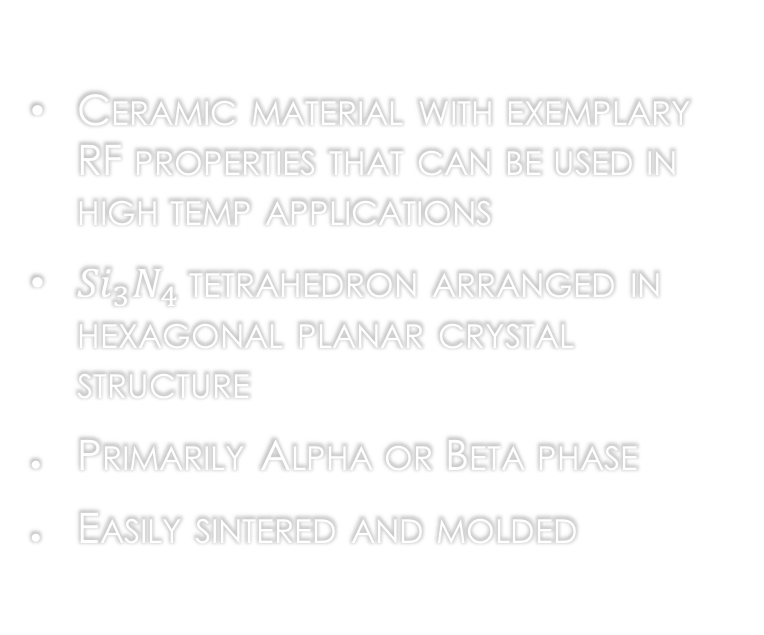 • Ceramic material with exemplary
RF properties that can be used in
high temp applications
• Si₃N₄ tetrahedron arranged in
hexagonal planar crystal
structure
• Primarily Alpha or Beta phase
• Easily sintered and molded